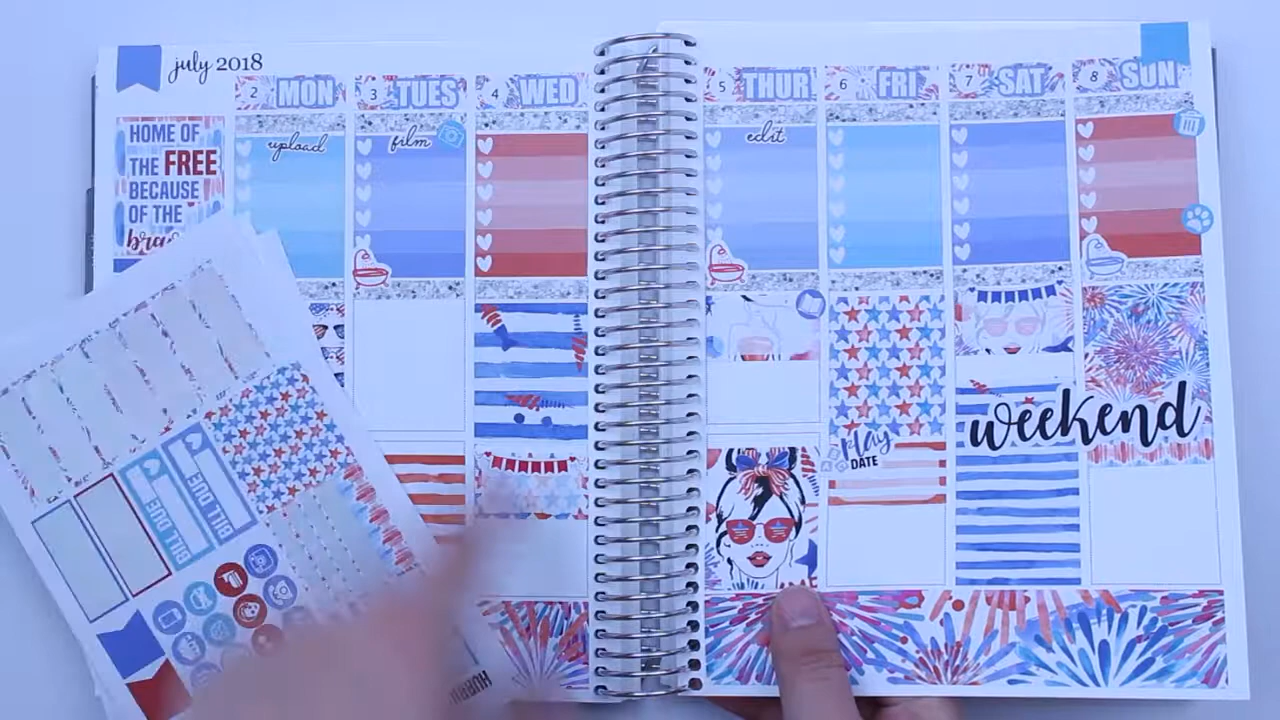 july 2018
2 MON
3 TUES
4 WED
5 THUR
6 FRI
7 SAT
8 SUN
HOME OF
THE FREE
BECAUSE
OF THE
upload
film
edit
weekend
Play
DATE
BILL DUE
BILL DUE